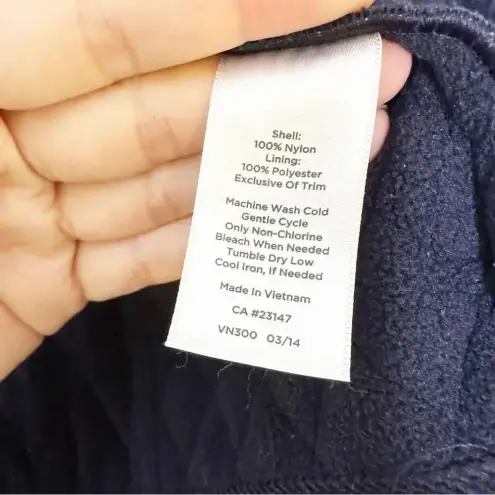 Shell:
100% Nylon
Lining:
100% Polyester
Exclusive Of Trim
Machine Wash Cold
Gentle Cycle
Only Non-Chlorine
Bleach When Needed
Tumble Dry Low
Cool Iron, If Needed
Made In Vietnam
CA #23147
VN300 03/14